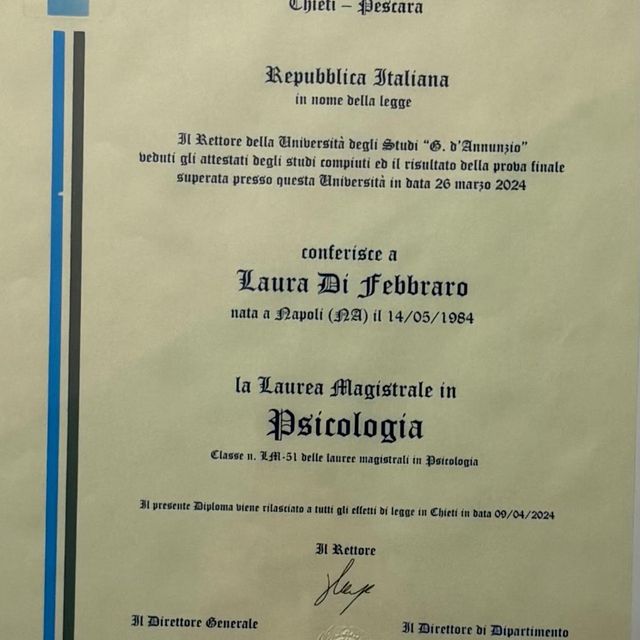 Chieti – Pescara
Repubblica Italiana
in nome della legge
Il Rettore della Università degli Studi “G. d’Annunzio”
veduti gli attestati degli studi compiuti ed il risultato della prova finale
superata presso questa Università in data 26 marzo 2024
conferisce a
Laura Di Febbraro
nata a Napoli (NA) il 14/05/1984
la Laurea Magistrale in
Psicologia
Classe n. LM-51 delle lauree magistrali in Psicologia
Il presente Diploma viene rilasciato a tutti gli effetti di legge in Chieti in data 09/04/2024
Il Rettore
Il Direttore Generale
Il Direttore di Dipartimento